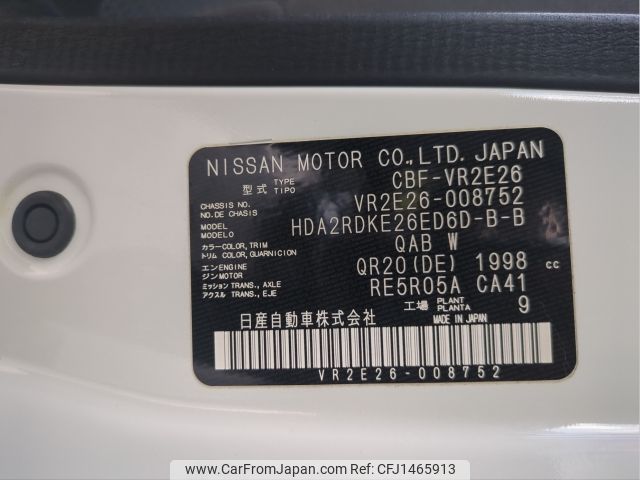 NISSAN MOTOR CO.,LTD. JAPAN
型式 TYPE CBF-VR2E26
CHASSIS NO. NO.DE CHASSIS VR2E26-008752
MODEL MODELO HDA2RDKE26ED6D-B-B
カラー COLOR, TRIM トリム COLOR, GUARNICION QAB W
エンジン ENGINE MOTOR QR20(DE) 1998 cc
ミッション TRANS., AXLE アクスル TRANS., EJE RE5R05A CA41
工場 PLANT PLANTA 9
日産自動車株式会社 MADE IN JAPAN
VR2E26-008752
CarFromJapan www.carfromjapan.com - Ref No: CFJ1465913